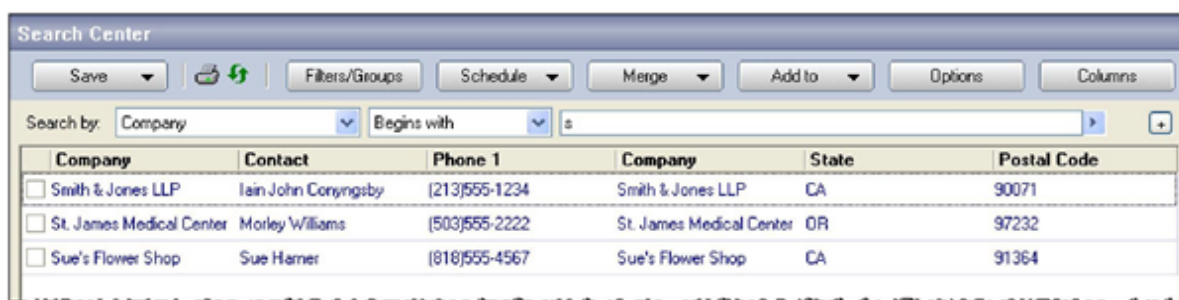 Search Center
Save Filters/Groups Schedule Merge Add to Options Columns
Search by: Company Begins with s
Company Contact Phone 1 Company State Postal Code
Smith & Jones LLP Iain John Conyngsby (213)555-1234 Smith & Jones LLP CA 90071
St. James Medical Center Morley Williams (503)555-2222 St. James Medical Center OR 97232
Sue's Flower Shop Sue Hamer (818)555-4567 Sue's Flower Shop CA 91364